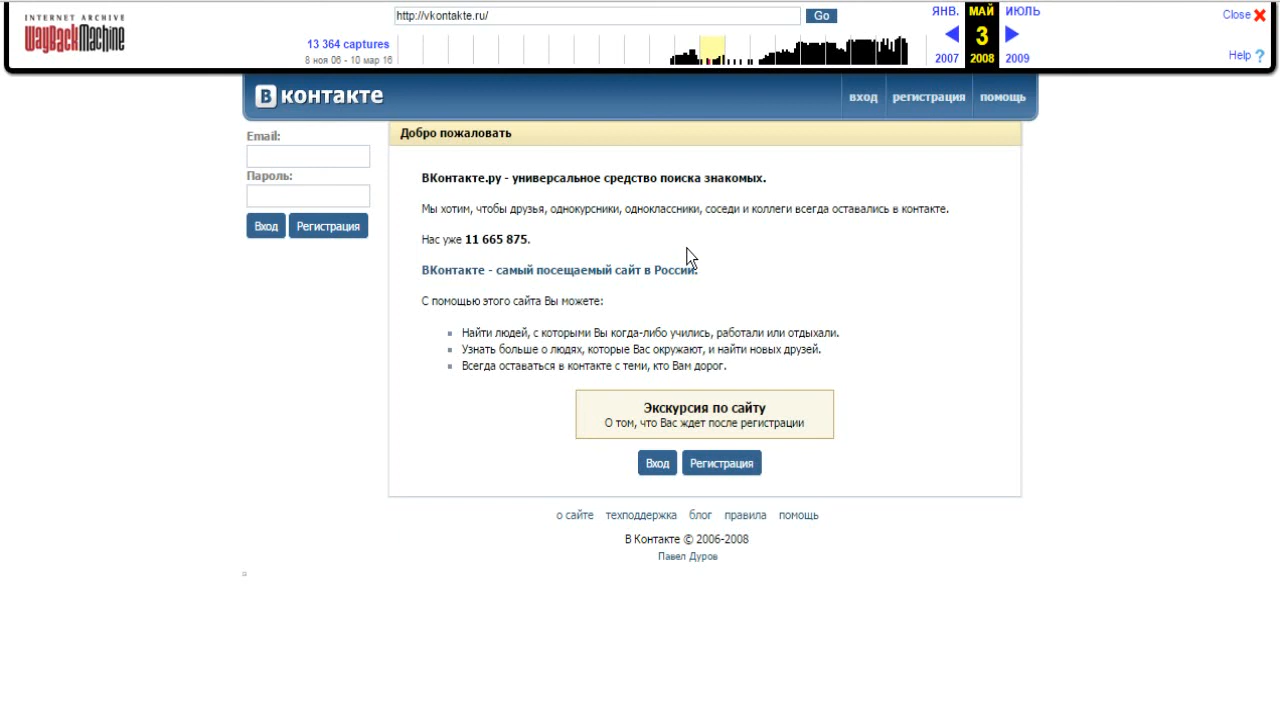 INTERNET ARCHIVE
WayBackMachine
http://vkontakte.ru/
Go
13 364 captures
8 ноя 06 - 10 мар 16
ЯНВ. МАЙ ИЮЛЬ
3
2007 2008 2009
Close
Help ?
В контакте
вход регистрация помощь
Email:
Пароль:
Вход Регистрация
Добро пожаловать
ВКонтакте.ру - универсальное средство поиска знакомых.
Мы хотим, чтобы друзья, однокурсники, одноклассники, соседи и коллеги всегда оставались в контакте.
Нас уже 11 665 875.
ВКонтакте - самый посещаемый сайт в России.
С помощью этого сайта Вы можете:
Найти людей, с которыми Вы когда-либо учились, работали или отдыхали.
Узнать больше о людях, которые Вас окружают, и найти новых друзей.
Всегда оставаться в контакте с теми, кто Вам дорог.
Экскурсия по сайту
О том, что Вас ждет после регистрации
Вход Регистрация
о сайте техподдержка блог правила помощь
В Контакте © 2006-2008
Павел Дуров